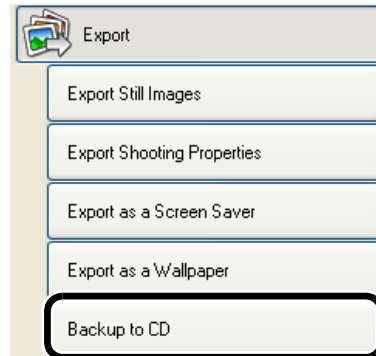 Export
Export Still Images
Export Shooting Properties
Export as a Screen Saver
Export as a Wallpaper
Backup to CD